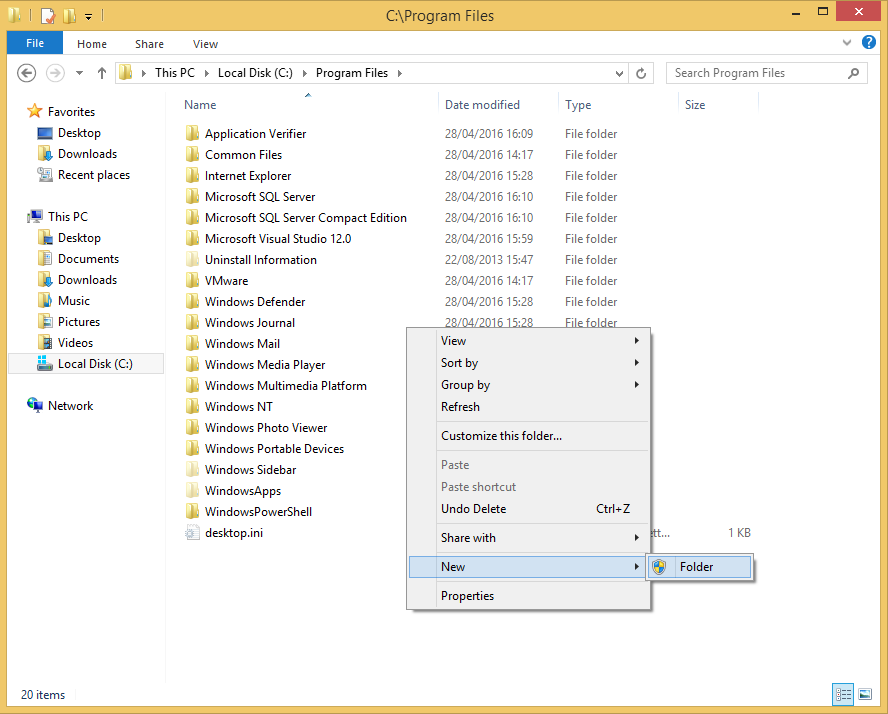 C:\Program Files
File Home Share View
This PC Local Disk (C:) Program Files
Search Program Files
Favorites
Desktop
Downloads
Recent places
This PC
Desktop
Documents
Downloads
Music
Pictures
Videos
Local Disk (C:)
Network
Name Date modified Type Size
Application Verifier 28/04/2016 16:09 File folder
Common Files 28/04/2016 14:17 File folder
Internet Explorer 28/04/2016 15:28 File folder
Microsoft SQL Server 28/04/2016 16:10 File folder
Microsoft SQL Server Compact Edition 28/04/2016 16:10 File folder
Microsoft Visual Studio 12.0 28/04/2016 15:59 File folder
Uninstall Information 22/08/2013 15:47 File folder
VMware 28/04/2016 14:17 File folder
Windows Defender 28/04/2016 15:28 File folder
Windows Journal 28/04/2016 15:28 File folder
Windows Mail
Windows Media Player
Windows Multimedia Platform
Windows NT
Windows Photo Viewer
Windows Portable Devices
Windows Sidebar
WindowsApps
WindowsPowerShell
desktop.ini ett... 1 KB
View
Sort by
Group by
Refresh
Customize this folder...
Paste
Paste shortcut
Undo Delete Ctrl+Z
Share with
New
Folder
Properties
20 items